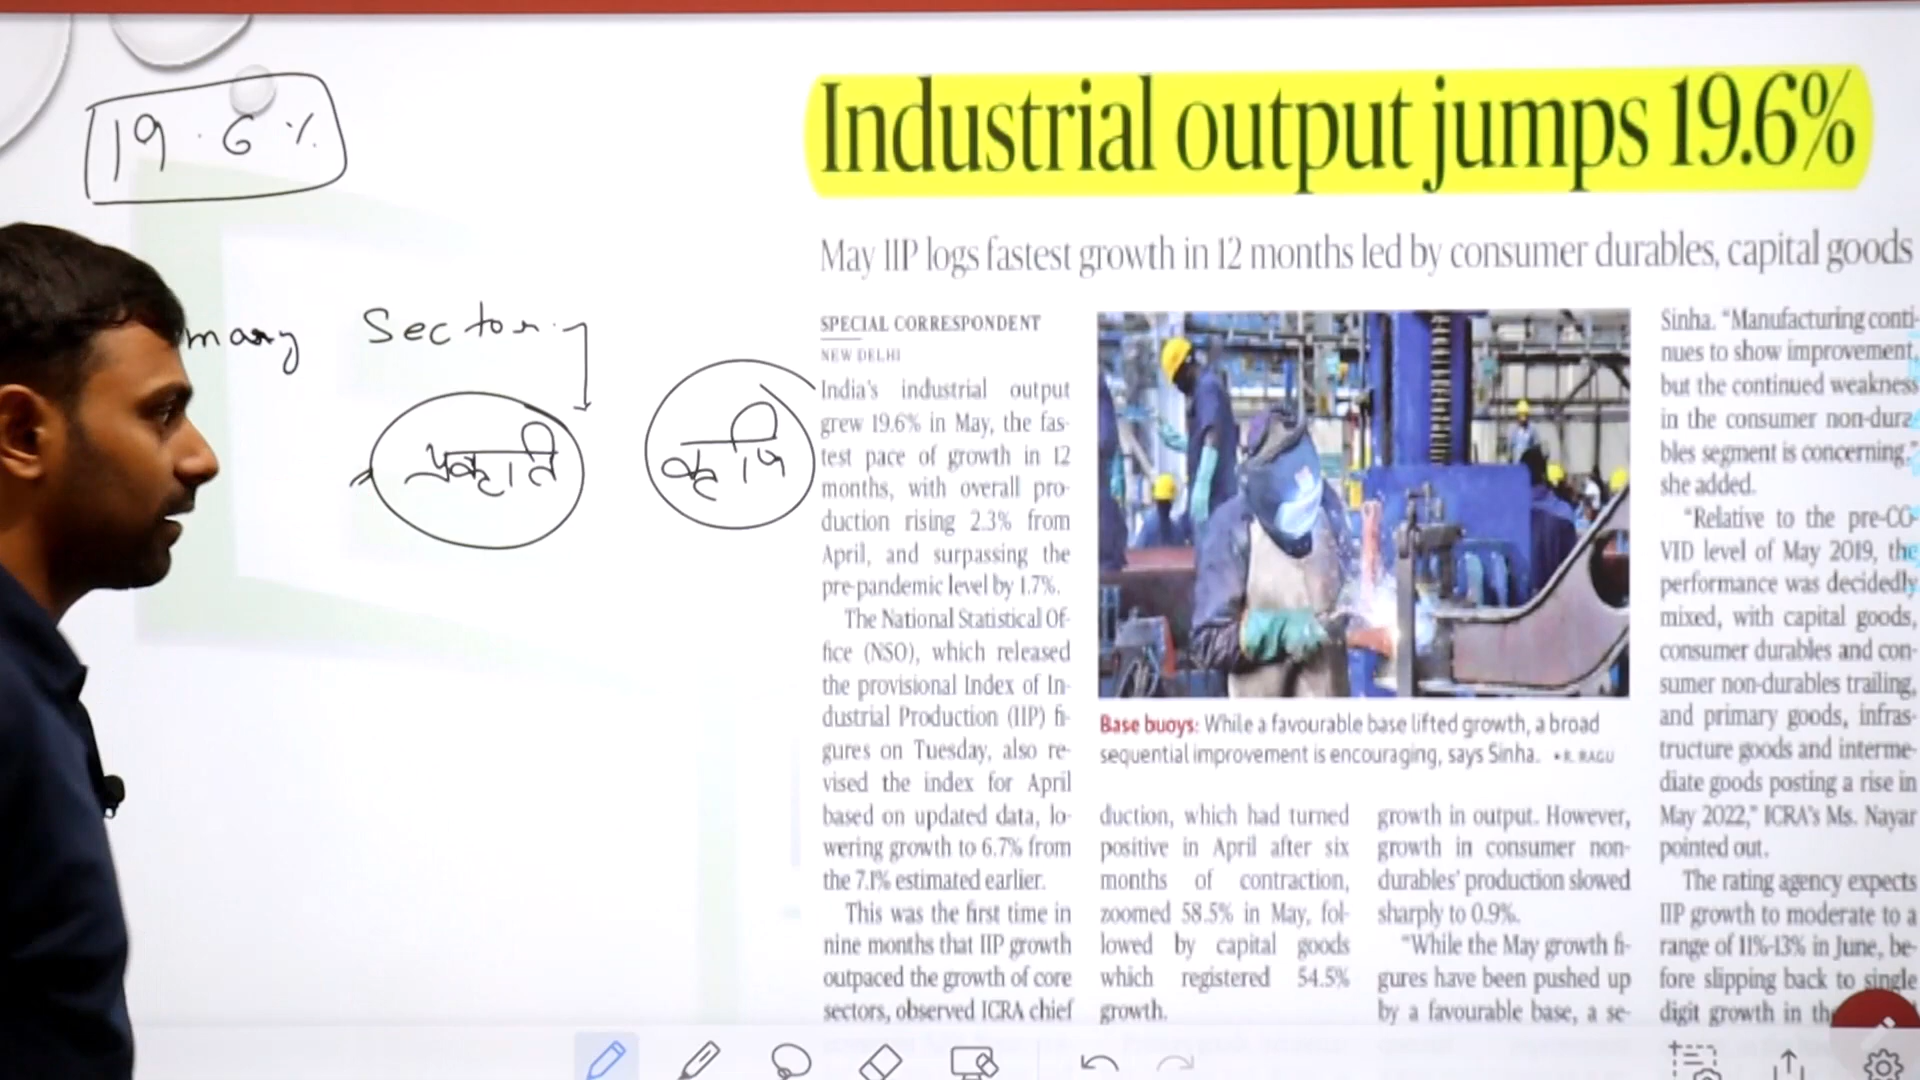 19.6%
mary Sector
प्रकृति
कृषि
Industrial output jumps 19.6%
May IIP logs fastest growth in 12 months led by consumer durables, capital goods
SPECIAL CORRESPONDENT
NEW DELHI
India's industrial output
grew 19.6% in May, the fas-
test pace of growth in 12
months, with overall pro-
duction rising 2.3% from
April, and surpassing the
pre-pandemic level by 1.7%.
The National Statistical Of-
fice (NSO), which released
the provisional Index of In-
dustrial Production (IIP) fi-
gures on Tuesday, also re-
vised the index for April
based on updated data, lo-
wering growth to 6.7% from
the 7.1% estimated earlier.
This was the first time in
nine months that IIP growth
outpaced the growth of core
sectors, observed ICRA chief
Base buoys: While a favourable base lifted growth, a broad
sequential improvement is encouraging, says Sinha. • R. RAGU
duction, which had turned
positive in April after six
months of contraction,
zoomed 58.5% in May, fol-
lowed by capital goods
which registered 54.5%
growth.
growth in output. However,
growth in consumer non-
durables' production slowed
sharply to 0.9%.
"While the May growth fi-
gures have been pushed up
by a favourable base, a se-
Sinha. "Manufacturing conti-
nues to show improvement,
but the continued weakness
in the consumer non-dura-
bles segment is concerning,"
she added.
"Relative to the pre-CO-
VID level of May 2019, the
performance was decidedly
mixed, with capital goods,
consumer durables and con-
sumer non-durables trailing,
and primary goods, infras-
tructure goods and interme-
diate goods posting a rise in
May 2022," ICRA's Ms. Nayar
pointed out.
The rating agency expects
IIP growth to moderate to a
range of 11%-13% in June, be-
fore slipping back to single
digit growth in the